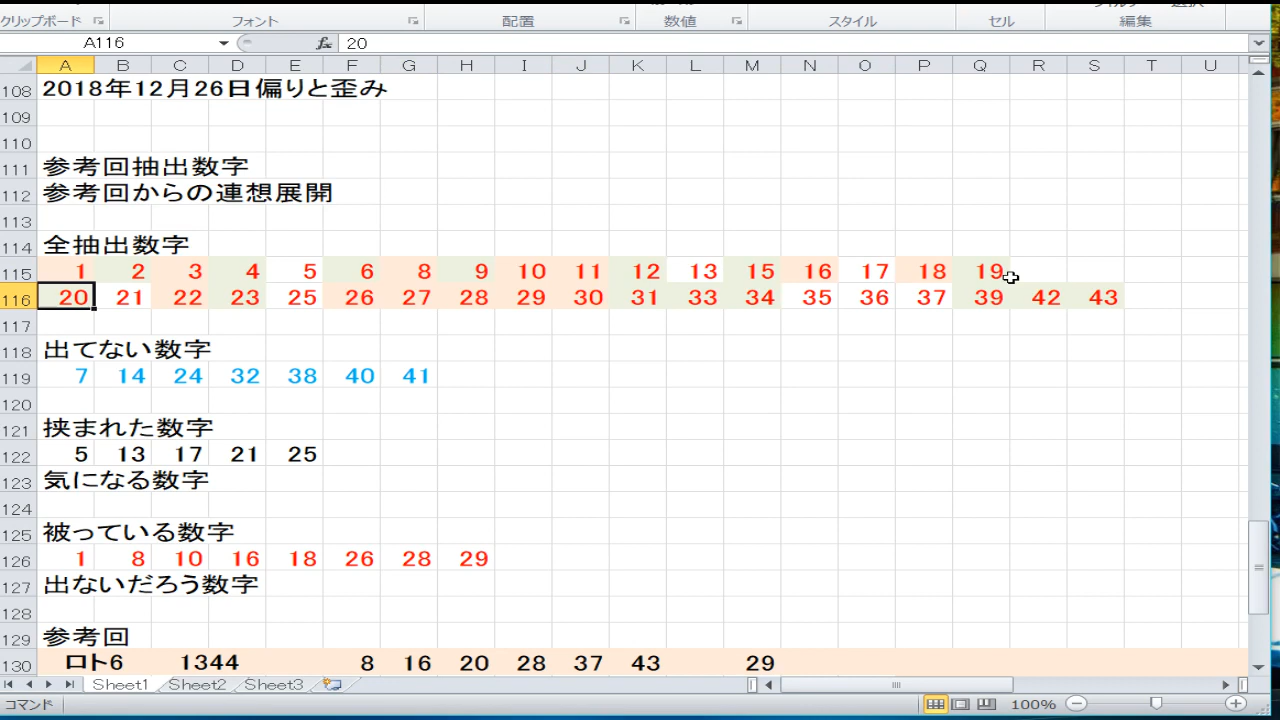 クリップボード フォント 配置 数値 スタイル セル 編集
A116 fx 20
A B C D E F G H I J K L M N O P Q R S T U
108 2018年12月26日偏りと歪み
109
110
111 参考回抽出数字
112 参考回からの連想展開
113
114 全抽出数字
115 1 2 3 4 5 6 8 9 10 11 12 13 15 16 17 18 19
116 20 21 22 23 25 26 27 28 29 30 31 33 34 35 36 37 39 42 43
117
118 出てない数字
119 7 14 24 32 38 40 41
120
121 挟まれた数字
122 5 13 17 21 25
123 気になる数字
124
125 被っている数字
126 1 8 10 16 18 26 28 29
127 出ないだろう数字
128
129 参考回
130 ロト6 1344 8 16 20 28 37 43 29
Sheet1 Sheet2 Sheet3
コマンド 100%